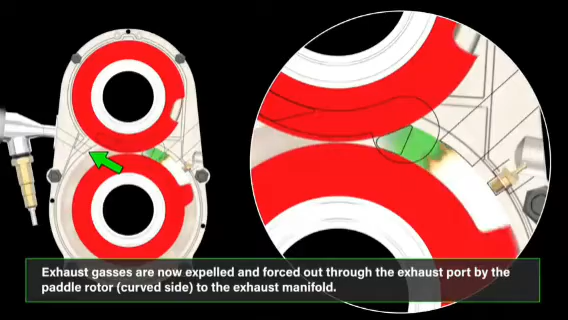 Exhaust gasses are now expelled and forced out through the exhaust port by the
paddle rotor (curved side) to the exhaust manifold.